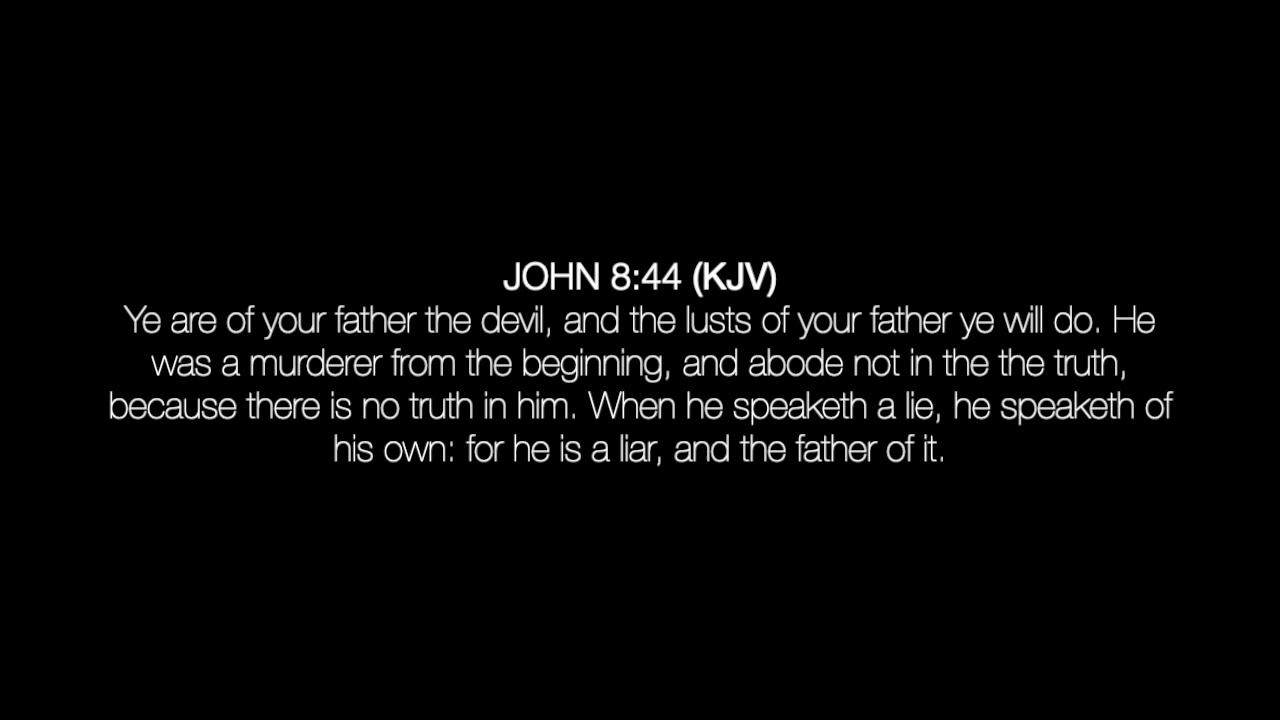 JOHN 8:44 (KJV)
Ye are of your father the devil, and the lusts of your father ye will do. He
was a murderer from the beginning, and abode not in the the truth,
because there is no truth in him. When he speaketh a lie, he speaketh of
his own: for he is a liar, and the father of it.